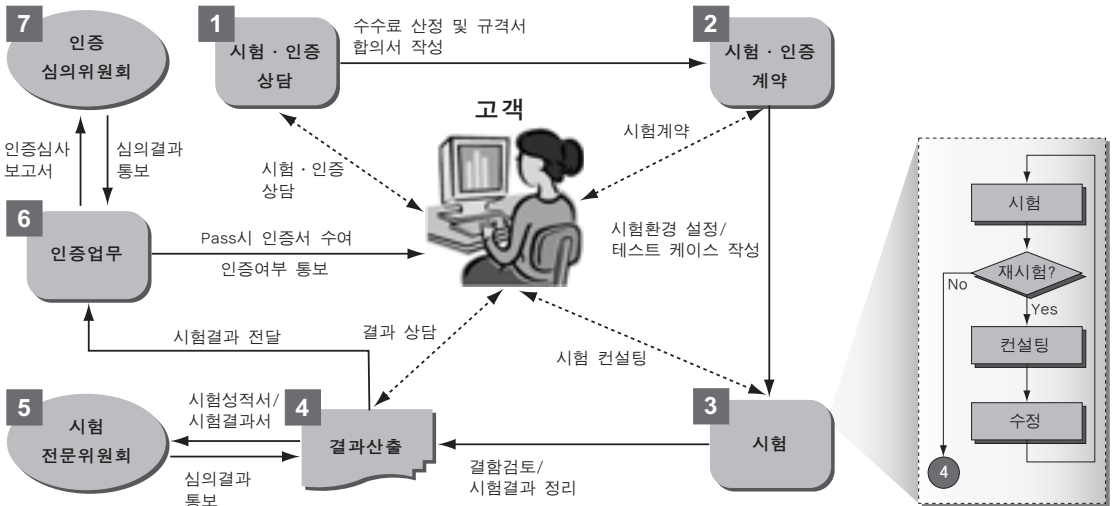 7
인증
심의위원회
1
시험 · 인증
상담
수수료 산정 및 규격서
합의서 작성
2
시험 · 인증
계약
고객
시험계약
시험 · 인증
상담
인증심사
보고서
심의결과
통보
6
인증업무
Pass시 인증서 수여
인증여부 통보
시험환경 설정/
테스트 케이스 작성
시험결과 전달
결과 상담
시험 컨설팅
5
시험
전문위원회
시험성적서/
시험결과서
심의결과
통보
4
결과산출
결함검토/
시험결과 정리
3
시험
시험
재시험?
No
Yes
컨설팅
수정
4